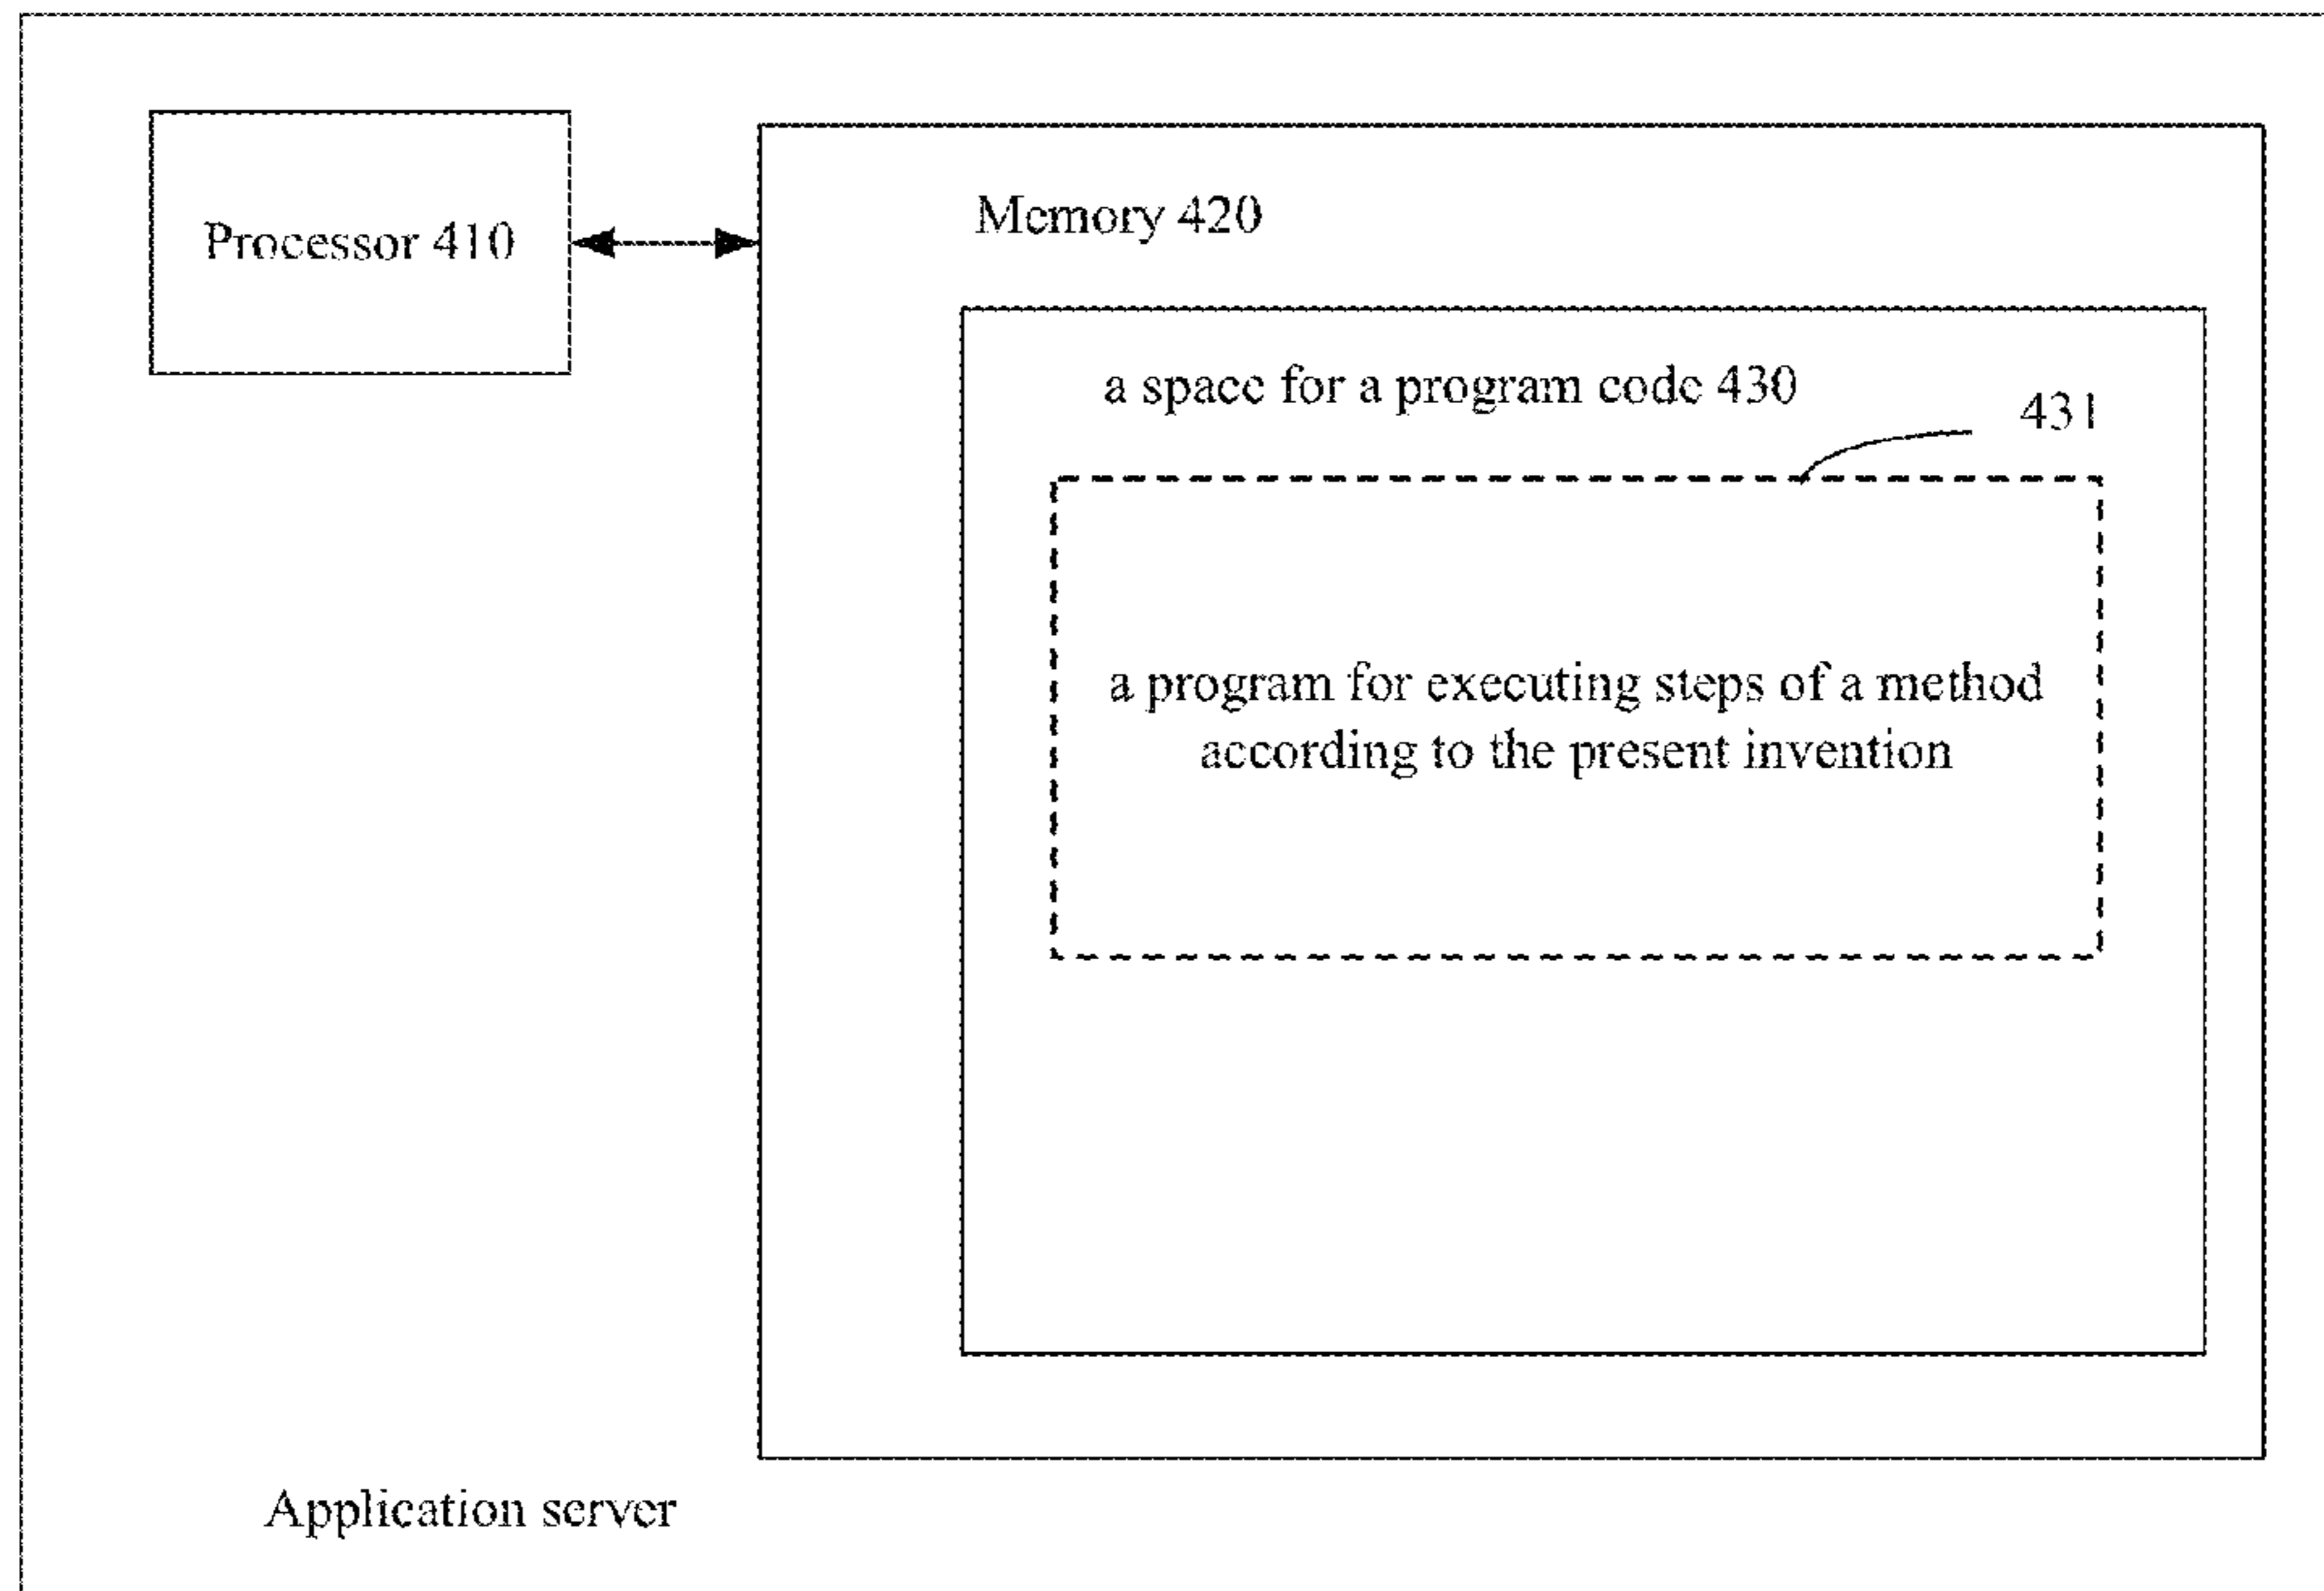 Processor 410
Memory 420
a space for a program code 430
431
a program for executing steps of a method
according to the present invention
Application server